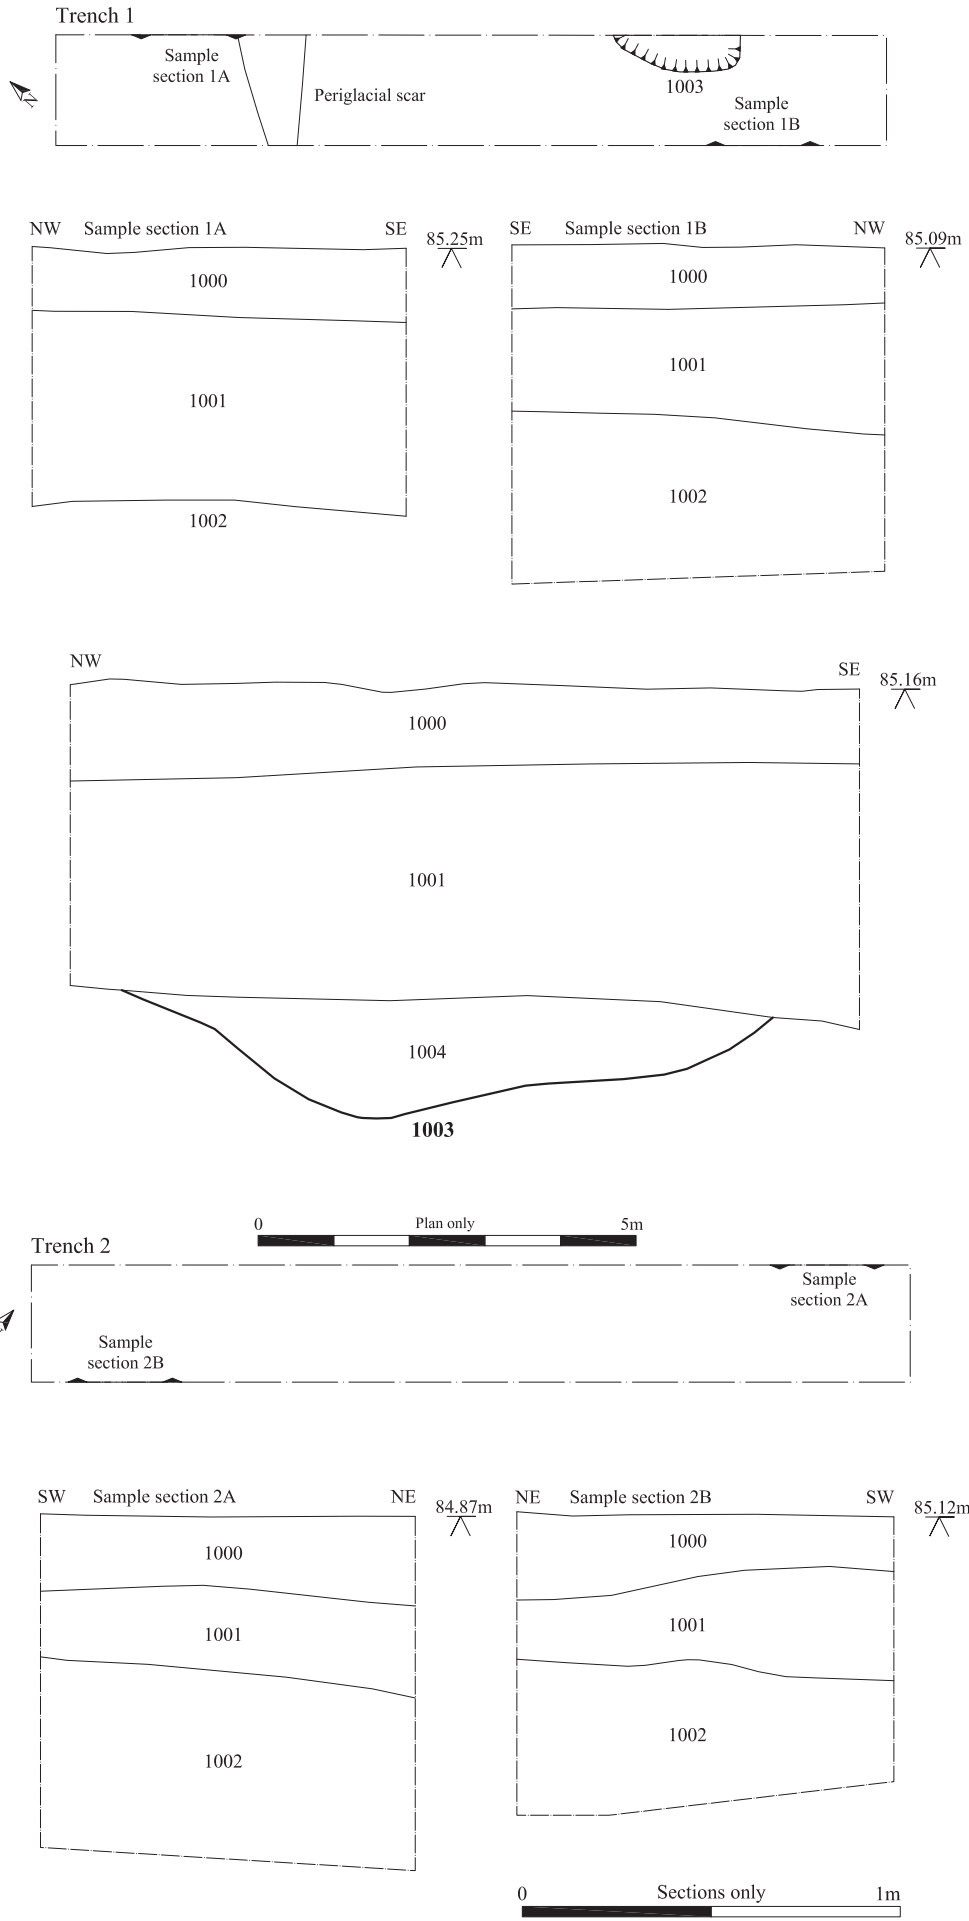 Trench 1
Sample
section 1A
Periglacial scar
1003
Sample
section 1B
N
NW Sample section 1A SE 85.25m
1000
1001
1002
SE Sample section 1B NW 85.09m
1000
1001
1002
NW SE 85.16m
1000
1001
1004
1003
0 Plan only 5m
Trench 2
Sample
section 2A
Sample
section 2B
SW Sample section 2A NE 84.87m
1000
1001
1002
NE Sample section 2B SW 85.12m
1000
1001
1002
0 Sections only 1m